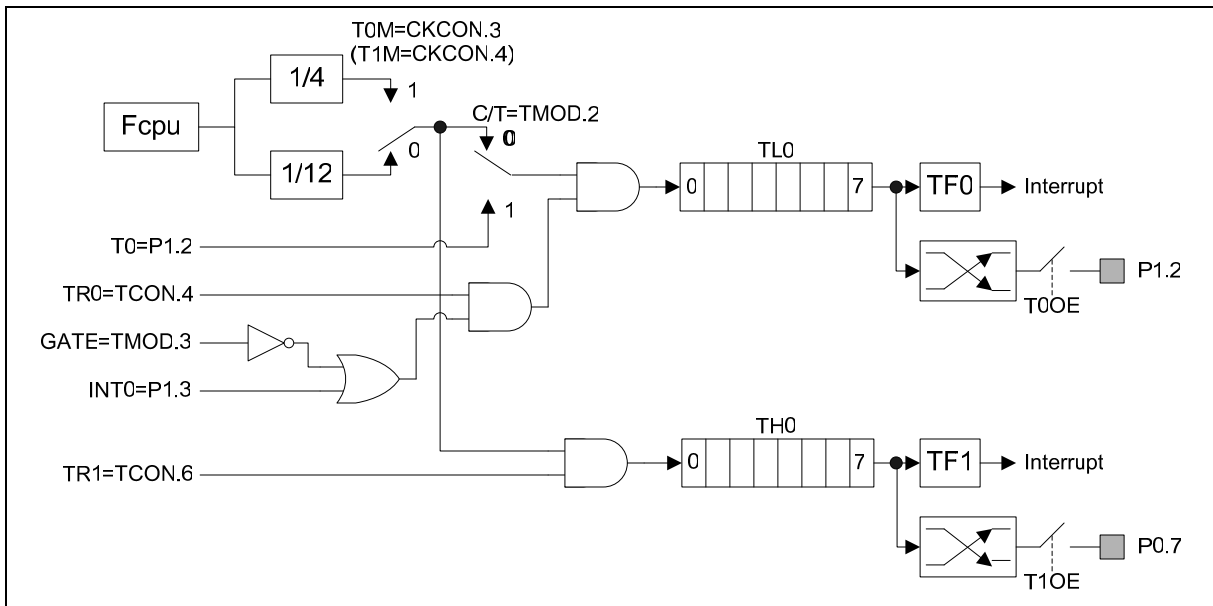 T0M=CKCON.3
(T1M=CKCON.4)
1/4
1
C/T=TMOD.2
Fcpu
0
0
TL0
1/12
0
7
TF0
Interrupt
1
T0=P1.2
P1.2
TR0=TCON.4
T0OE
GATE=TMOD.3
INT0=P1.3
TH0
0
7
TF1
Interrupt
TR1=TCON.6
P0.7
T1OE